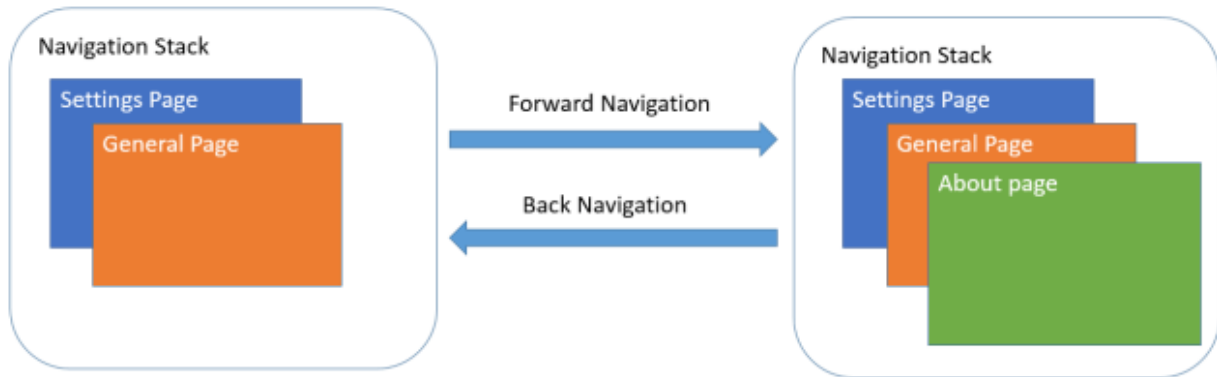 Navigation Stack
Settings Page
General Page
Forward Navigation
Back Navigation
Navigation Stack
Settings Page
General Page
About page